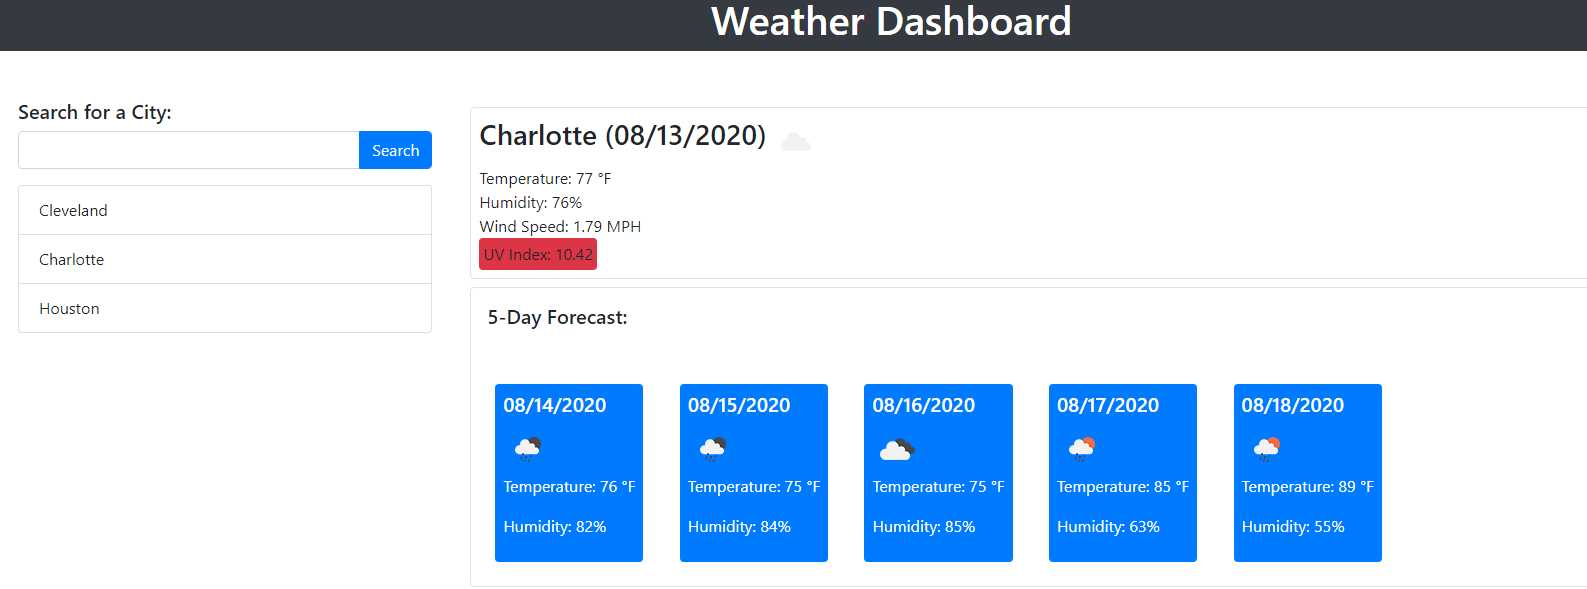 Weather Dashboard
Search for a City:
Search
Cleveland
Charlotte
Houston
Charlotte (08/13/2020)
Temperature: 77 °F
Humidity: 76%
Wind Speed: 1.79 MPH
UV Index: 10.42
5-Day Forecast:
08/14/2020
Temperature: 76 °F
Humidity: 82%
08/15/2020
Temperature: 75 °F
Humidity: 84%
08/16/2020
Temperature: 75 °F
Humidity: 85%
08/17/2020
Temperature: 85 °F
Humidity: 63%
08/18/2020
Temperature: 89 °F
Humidity: 55%